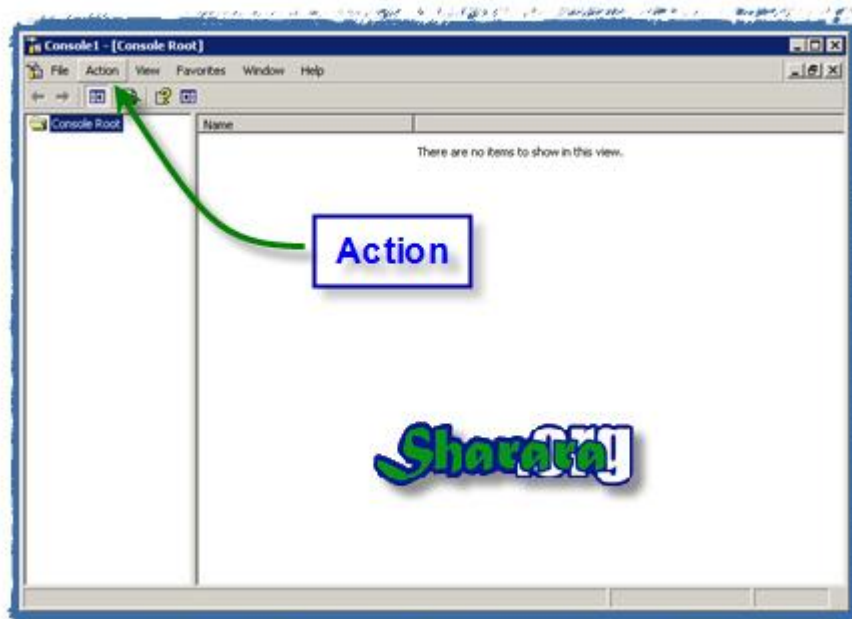 Console1 - [Console Root]
File Action View Favorites Window Help
Console Root
Name
There are no items to show in this view.
Action
Sharara.org